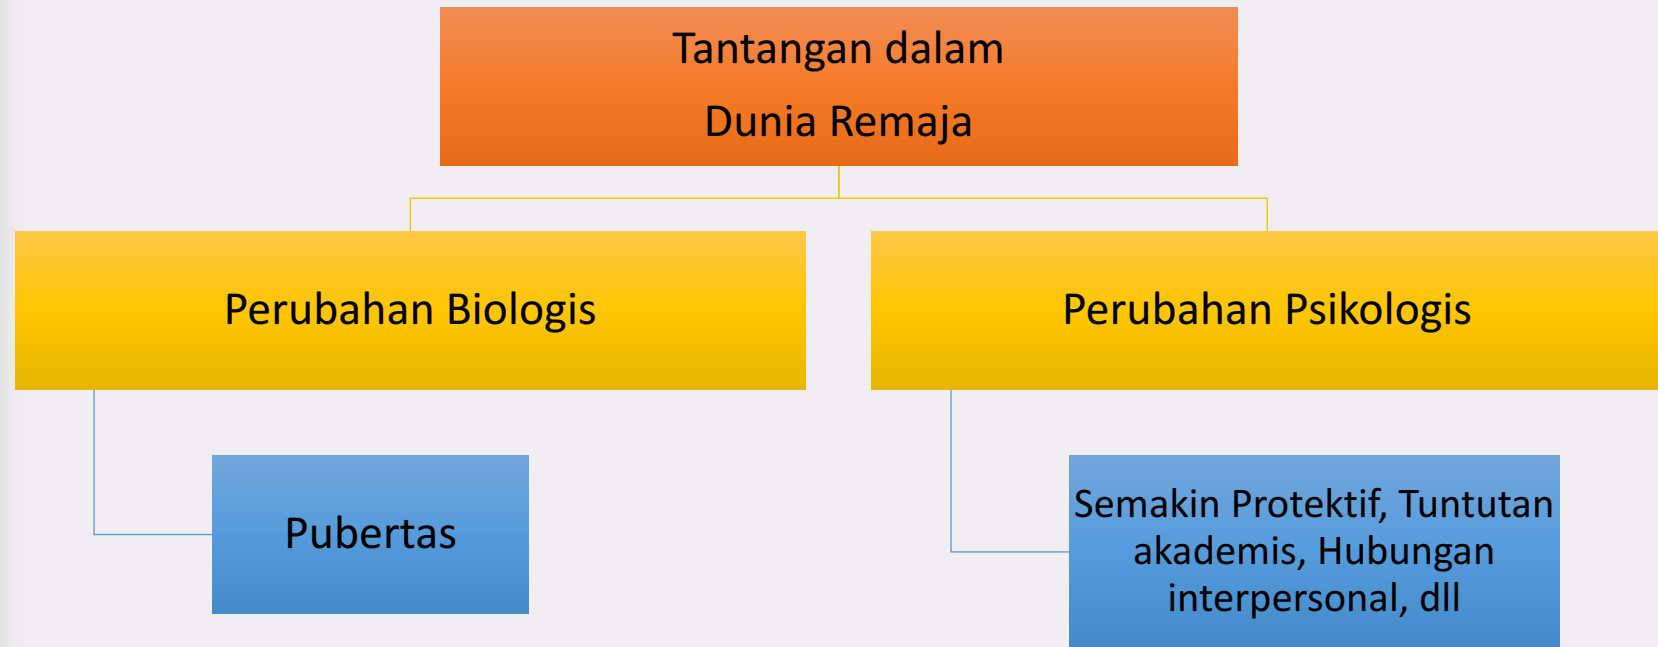 Tantangan dalam
Dunia Remaja
Perubahan Biologis
Perubahan Psikologis
Pubertas
Semakin Protektif, Tuntutan
akademis, Hubungan
interpersonal, dll